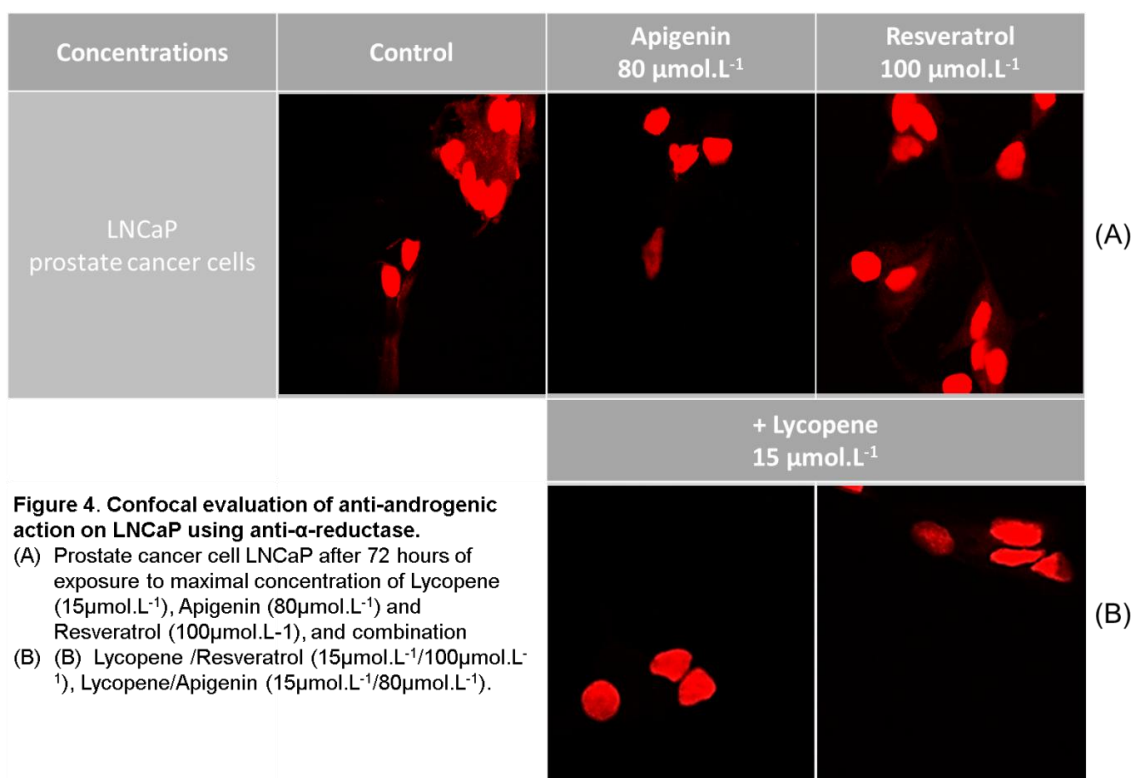 Concentrations
Control
Apigenin
80 µmol.L-1
Resveratrol
100 µmol.L-1
LNCaP
prostate cancer cells
(A)
+ Lycopene
15 µmol.L-1
Figure 4. Confocal evaluation of anti-androgenic
action on LNCaP using anti-α-reductase.
(A) Prostate cancer cell LNCaP after 72 hours of
exposure to maximal concentration of Lycopene
(15µmol.L-1), Apigenin (80µmol.L-1) and
Resveratrol (100µmol.L-1), and combination
(B) (B) Lycopene /Resveratrol (15µmol.L-1/100µmol.L-
1), Lycopene/Apigenin (15µmol.L-1/80µmol.L-1).
(B)